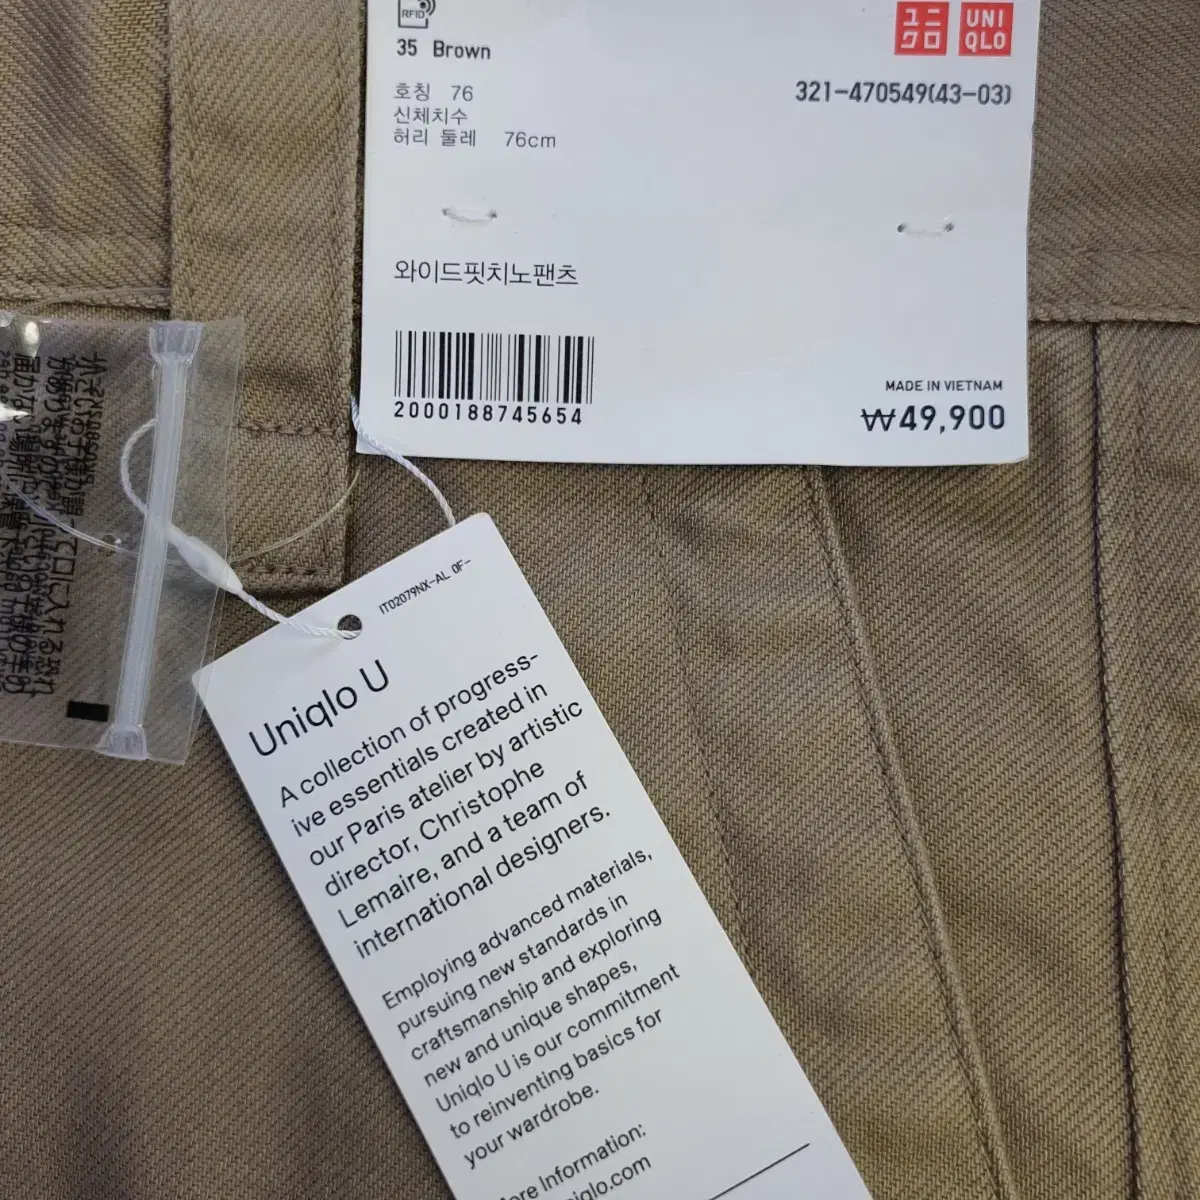 RFID
35 Brown
ユニ
クロ
UNI
QLO
호칭 76
321-470549(43-03)
신체치수
허리 둘레 76cm
와이드핏치노팬츠
2000188745654
MADE IN VIETNAM
₩49,900
IT02079NX-AL 0F-
Uniqlo U
A collection of progress-
ive essentials created in
our Paris atelier by artistic
director, Christophe
Lemaire, and a team of
international designers.
Employing advanced materials,
pursuing new standards in
craftsmanship and exploring
new and unique shapes,
Uniqlo U is our commitment
to reinventing basics for
your wardrobe.
Information: